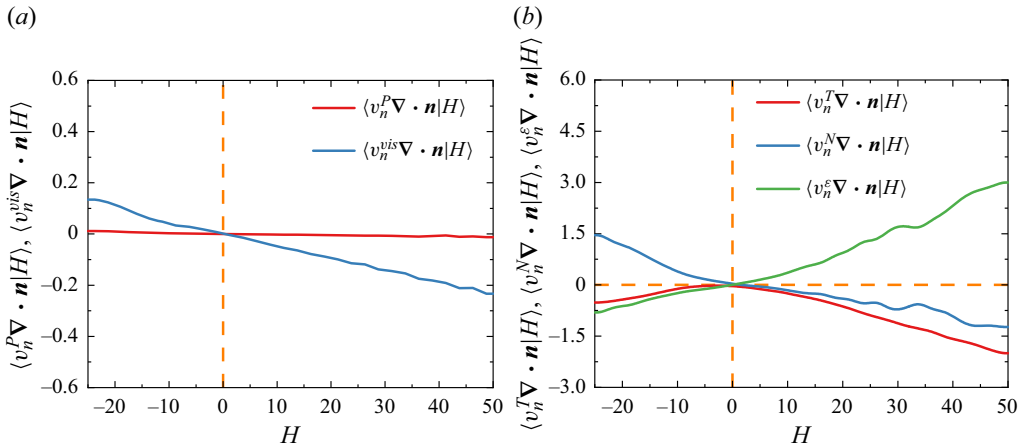 (a)
(b)
⟨v_n^P ∇ · n|H⟩, ⟨v_n^{vis} ∇ · n|H⟩
0.6
0.4
0.2
0
−0.2
−0.4
−0.6
⟨v_n^P ∇ · n|H⟩
⟨v_n^{vis} ∇ · n|H⟩
−20 −10 0 10 20 30 40 50
H
⟨v_n^T ∇ · n|H⟩, ⟨v_n^N ∇ · n|H⟩, ⟨v_n^ε ∇ · n|H⟩
6.0
4.5
3.0
1.5
0
−1.5
−3.0
⟨v_n^T ∇ · n|H⟩
⟨v_n^N ∇ · n|H⟩
⟨v_n^ε ∇ · n|H⟩
−20 −10 0 10 20 30 40 50
H